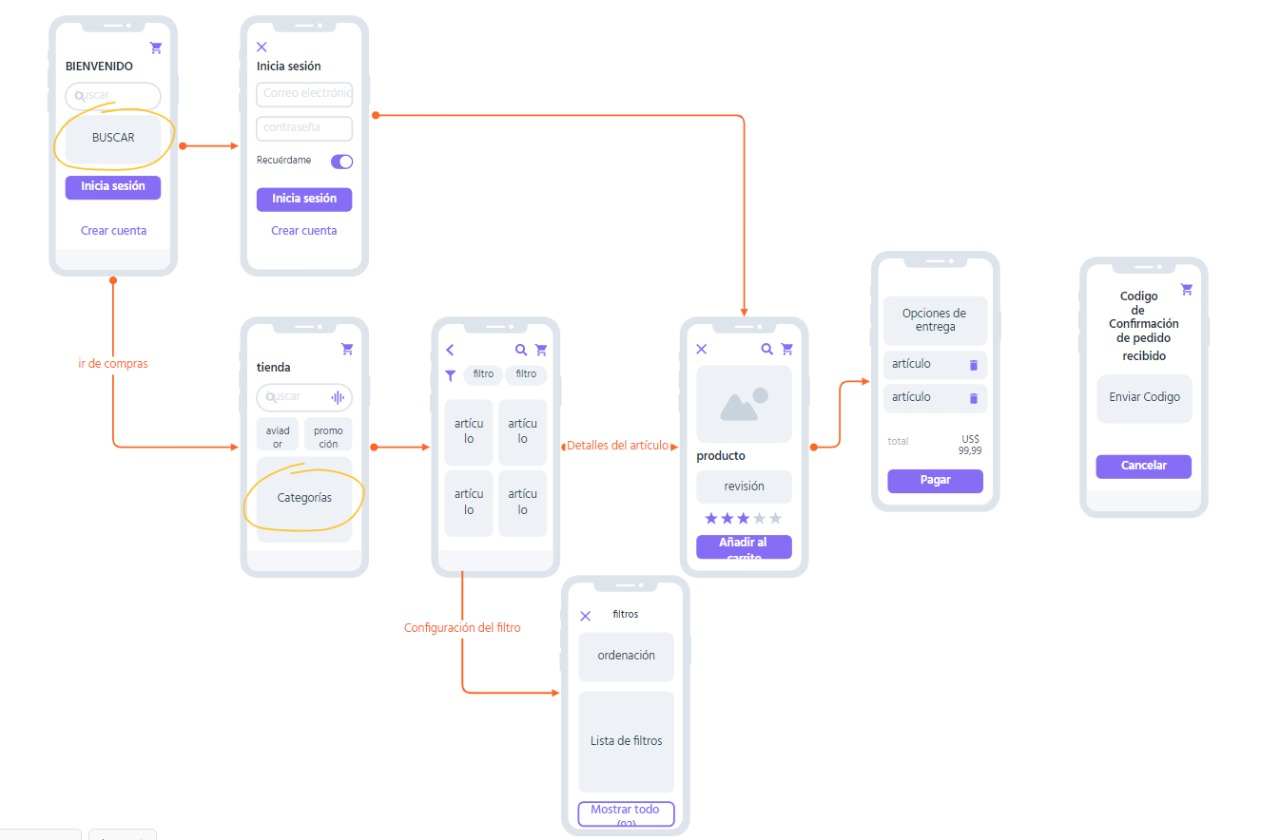 BIENVENIDO
buscar
BUSCAR
Inicia sesión
Crear cuenta
Inicia sesión
Correo electrónic
contraseña
Recuérdame
Inicia sesión
Crear cuenta
ir de compras
tienda
buscar
aviad
or
promo
ción
Categorías
filtro
filtro
artícu
lo
artícu
lo
artícu
lo
artícu
lo
Detalles del artículo
producto
revisión
Añadir al
carrito
Opciones de
entrega
artículo
artículo
total
US$
99,99
Pagar
Codigo
de
Confirmación
de pedido
recibido
Enviar Codigo
Cancelar
Configuración del filtro
filtros
ordenación
Lista de filtros
Mostrar todo